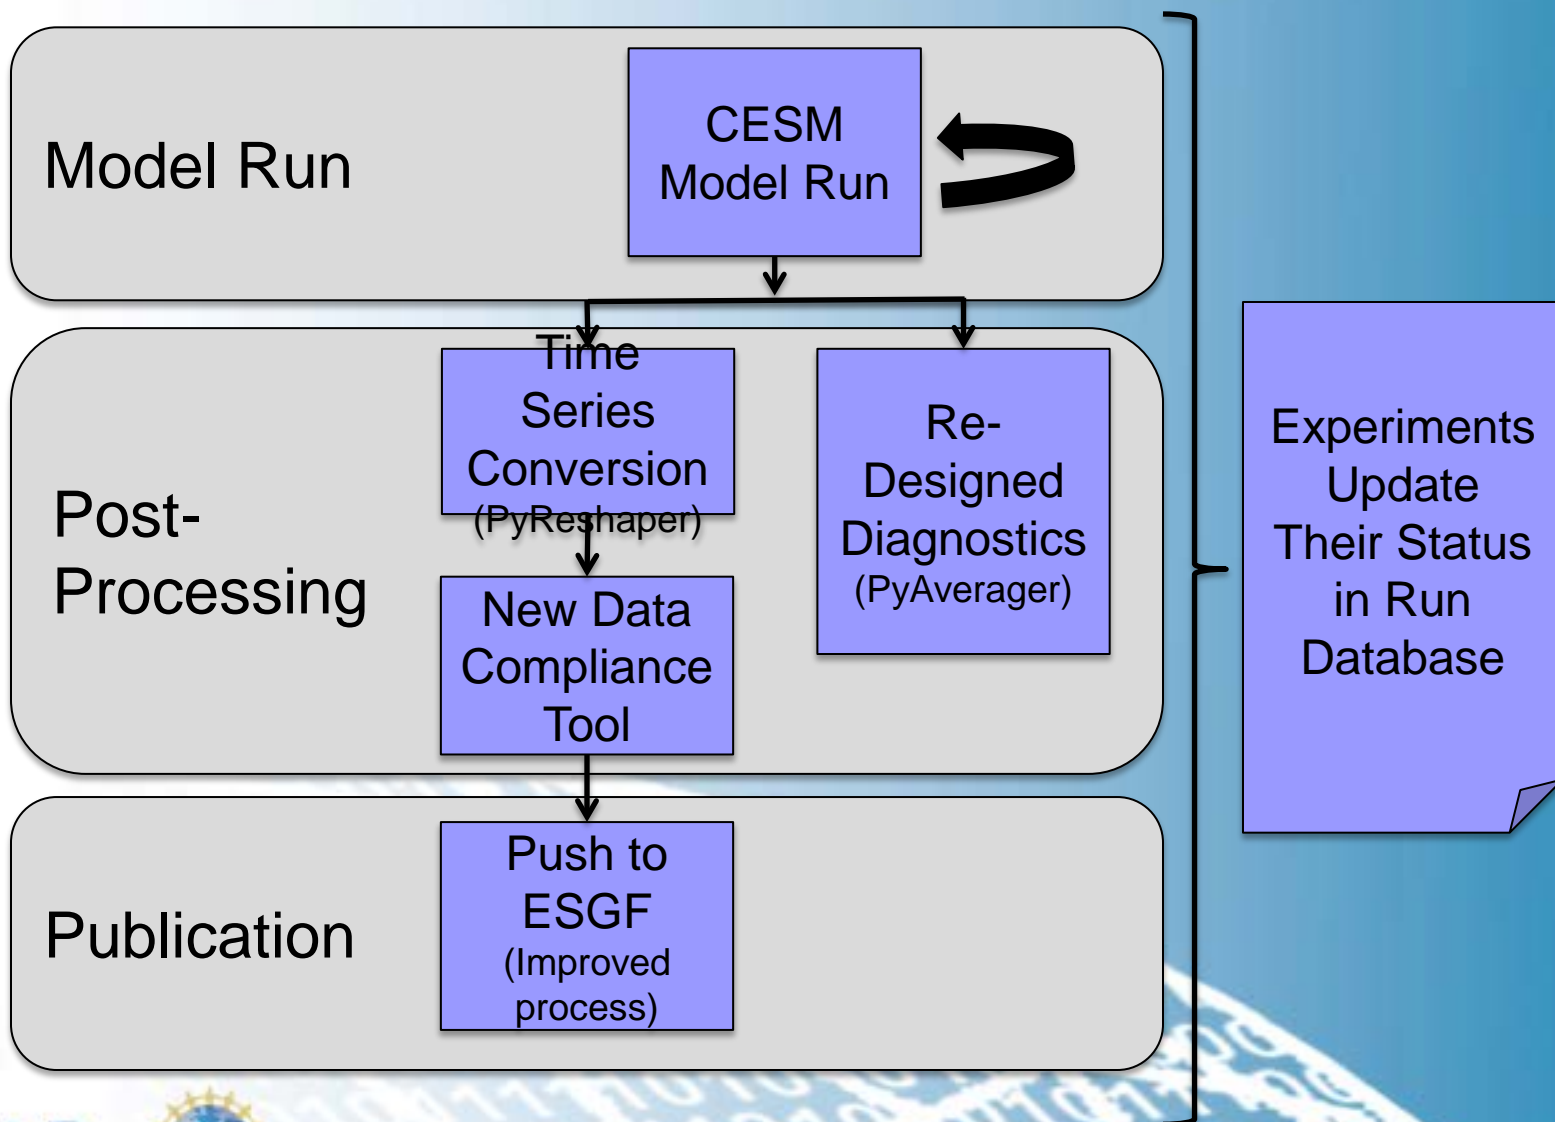 Model Run
CESM
Model Run
Post-
Processing
Time
Series
Conversion
(PyReshaper)
New Data
Compliance
Tool
Re-
Designed
Diagnostics
(PyAverager)
Publication
Push to
ESGF
(Improved
process)
Experiments
Update
Their Status
in Run
Database